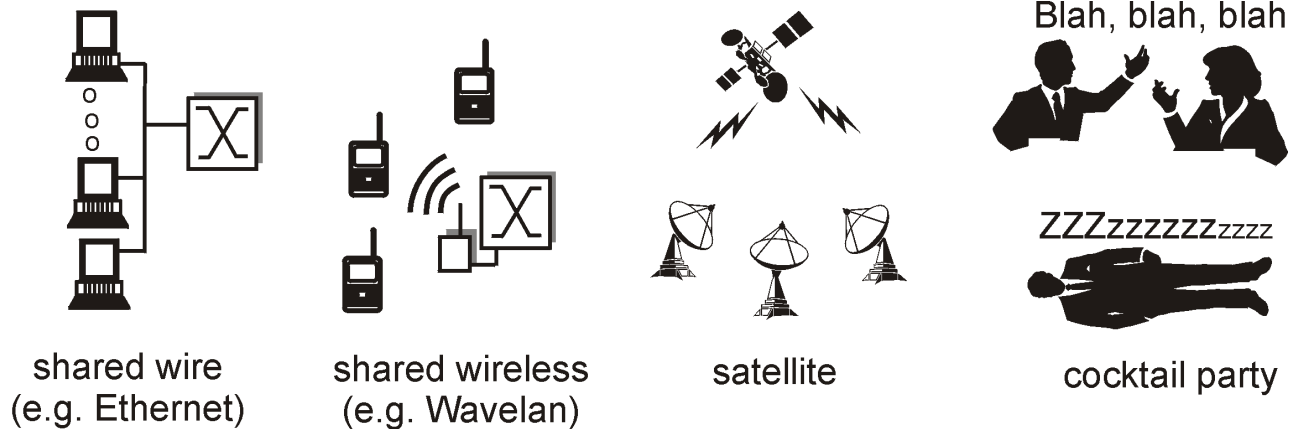 Blah, blah, blah
ZZZzzzzzzzzzz
shared wire
(e.g. Ethernet)
shared wireless
(e.g. Wavelan)
satellite
cocktail party